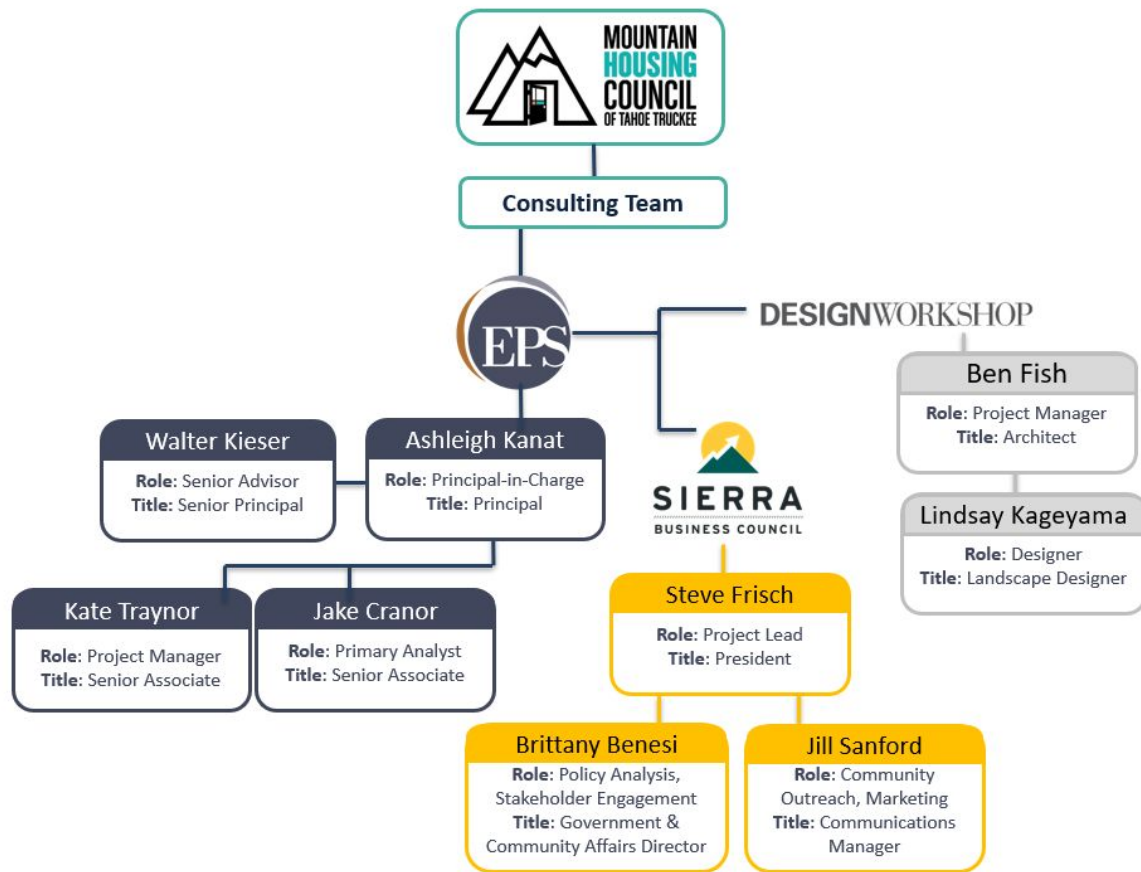 MOUNTAIN
HOUSING
COUNCIL
OF TAHOE TRUCKEE
Consulting Team
EPS
DESIGNWORKSHOP
Ben Fish
Role: Project Manager
Title: Architect
Lindsay Kageyama
Role: Designer
Title: Landscape Designer
Walter Kieser
Role: Senior Advisor
Title: Senior Principal
Ashleigh Kanat
Role: Principal-in-Charge
Title: Principal
Kate Traynor
Role: Project Manager
Title: Senior Associate
Jake Cranor
Role: Primary Analyst
Title: Senior Associate
SIERRA
BUSINESS COUNCIL
Steve Frisch
Role: Project Lead
Title: President
Brittany Benesi
Role: Policy Analysis,
Stakeholder Engagement
Title: Government &
Community Affairs Director
Jill Sanford
Role: Community
Outreach, Marketing
Title: Communications
Manager